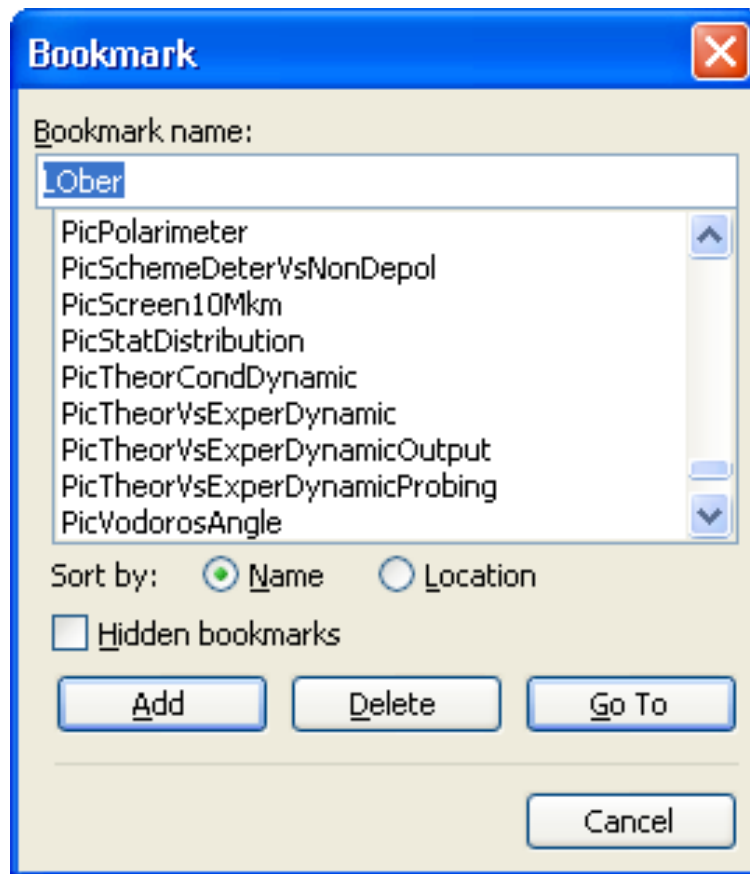 Bookmark
Bookmark name:
LOber
PicPolarimeter
PicSchemeDeterVsNonDepol
PicScreen10Mkm
PicStatDistribution
PicTheorCondDynamic
PicTheorVsExperDynamic
PicTheorVsExperDynamicOutput
PicTheorVsExperDynamicProbing
PicVodorosAngle
Sort by: Name Location
Hidden bookmarks
Add Delete Go To
Cancel